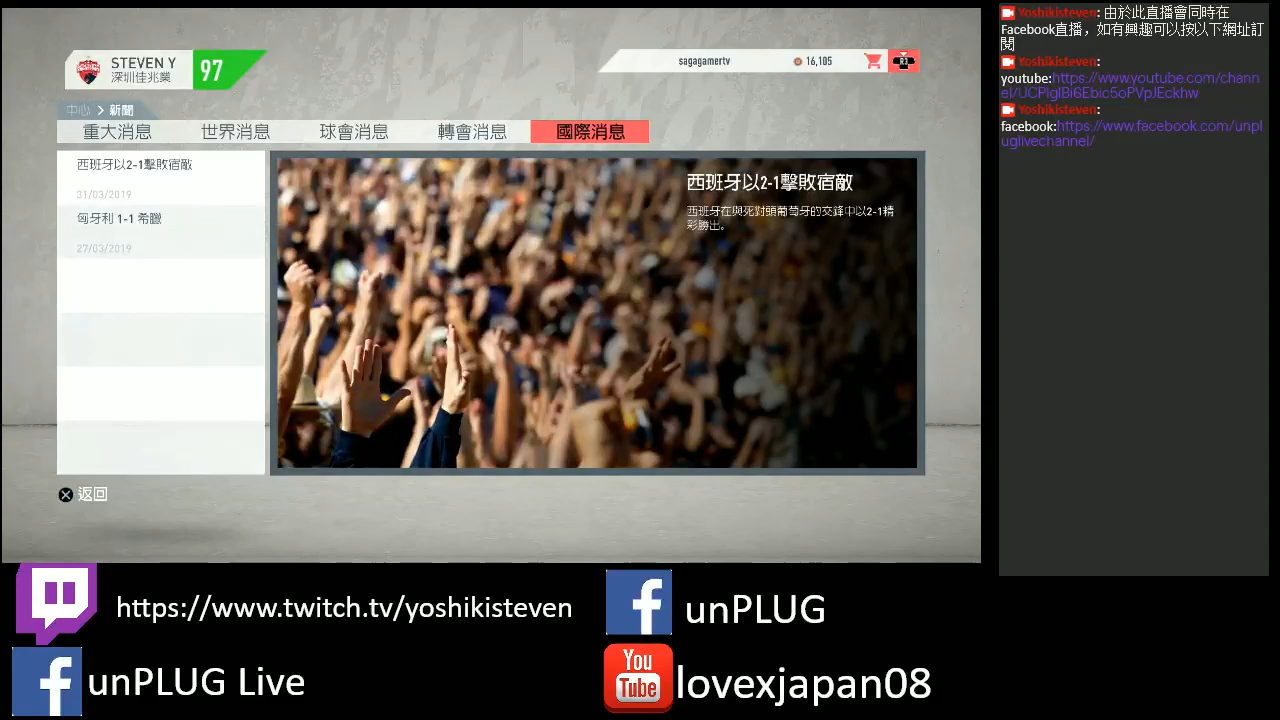 STEVEN Y
深圳佳兆業
97
sagagamertv
16,105
R3
中心 > 新聞
重大消息
世界消息
球會消息
轉會消息
國際消息
西班牙以2-1擊敗宿敵
31/03/2019
匈牙利 1-1 希臘
27/03/2019
西班牙以2-1擊敗宿敵
西班牙在與死對頭葡萄牙的交鋒中以2-1精
彩勝出。
返回
Yoshikisteven: 由於此直播會同時在
Facebook直播，如有興趣可以按以下網址訂
閱
Yoshikisteven:
youtube:https://www.youtube.com/chann
el/UCPlglBi6Ebic5oPVpJEckhw
Yoshikisteven:
facebook:https://www.facebook.com/unpl
uglivechannel/
https://www.twitch.tv/yoshikisteven
unPLUG
unPLUG Live
You
Tube
lovexjapan08